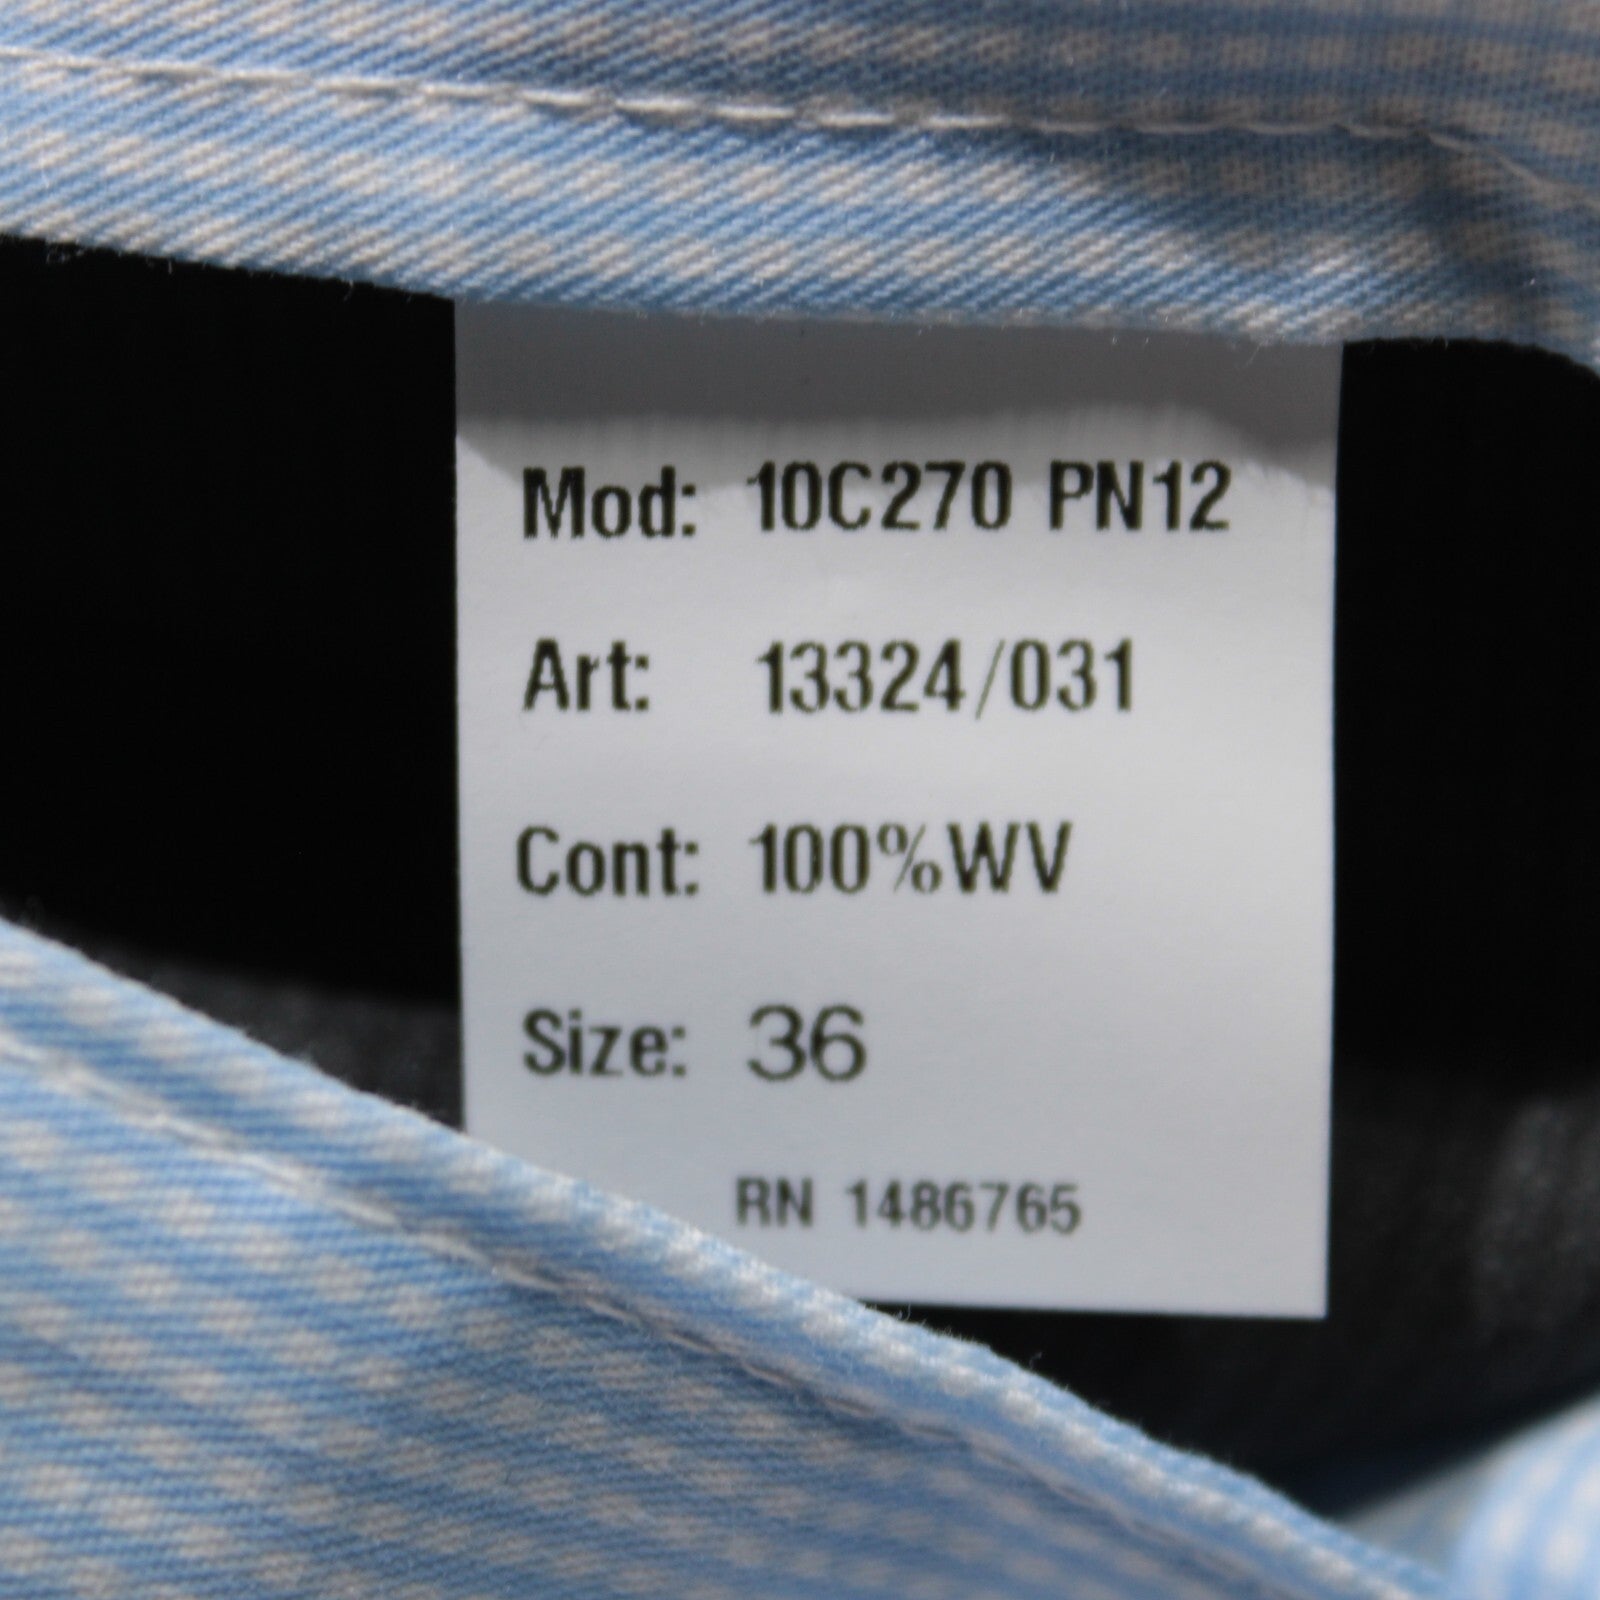 Mod: 10C270 PN12
Art: 13324/031
Cont: 100%WV
Size: 36
RN 1486765